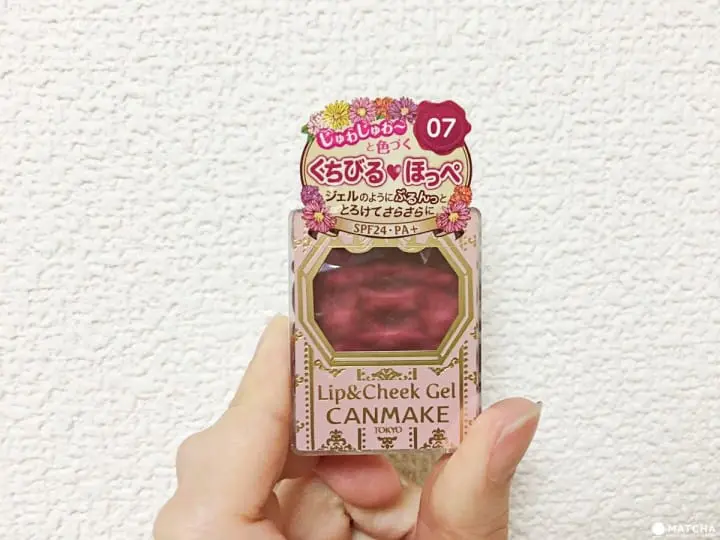 07
じゅわじゅわ〜
と色づく
くちびる♥ほっぺ
ジェルのようにぷるんっと
とろけてさらさらに
SPF24・PA+
Lip&Cheek Gel
CANMAKE
TOKYO
MATCHA